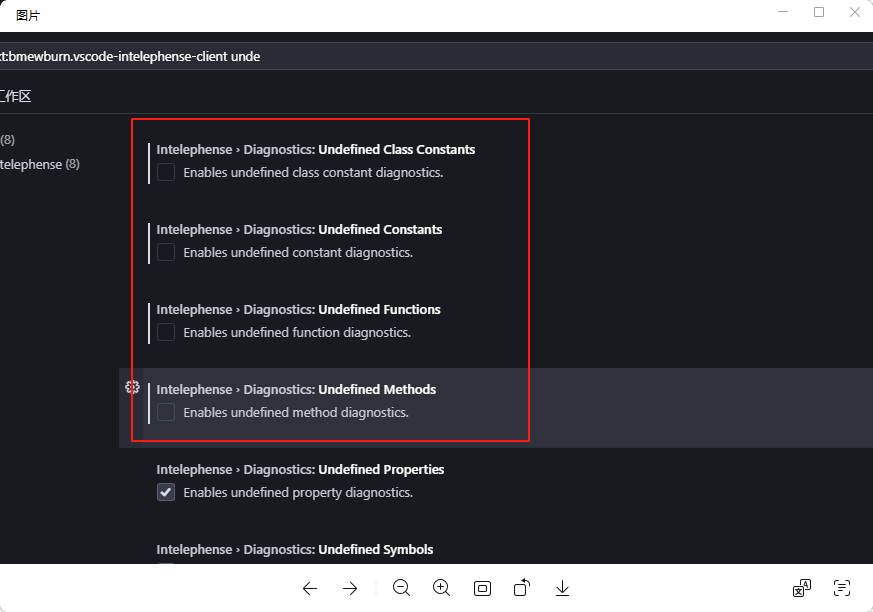 图片
t:bmewburn.vscode-intelephense-client unde
工作区
(8)
telephense (8)
Intelephense › Diagnostics: Undefined Class Constants
Enables undefined class constant diagnostics.
Intelephense › Diagnostics: Undefined Constants
Enables undefined constant diagnostics.
Intelephense › Diagnostics: Undefined Functions
Enables undefined function diagnostics.
Intelephense › Diagnostics: Undefined Methods
Enables undefined method diagnostics.
Intelephense › Diagnostics: Undefined Properties
Enables undefined property diagnostics.
Intelephense › Diagnostics: Undefined Symbols